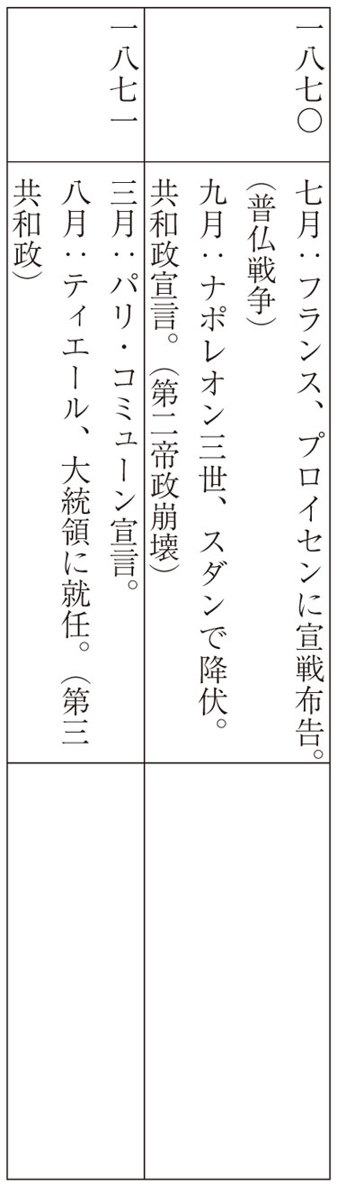 一八七〇
七月：フランス、プロイセンに宣戦布告。
（普仏戦争）
九月：ナポレオン三世、スダンで降伏。
共和政宣言。（第二帝政崩壊）
一八七一
三月：パリ・コミューン宣言。
八月：ティエール、大統領に就任。（第三
共和政）